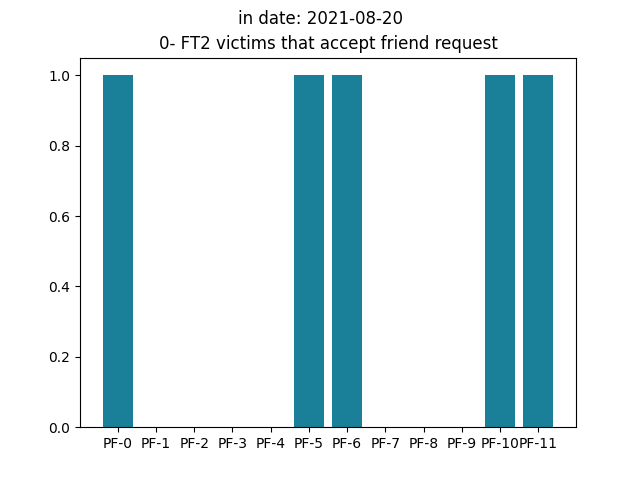 in date: 2021-08-20
0- FT2 victims that accept friend request
1.0
0.8
0.6
0.4
0.2
0.0
PF-0 PF-1 PF-2 PF-3 PF-4 PF-5 PF-6 PF-7 PF-8 PF-9 PF-10 PF-11